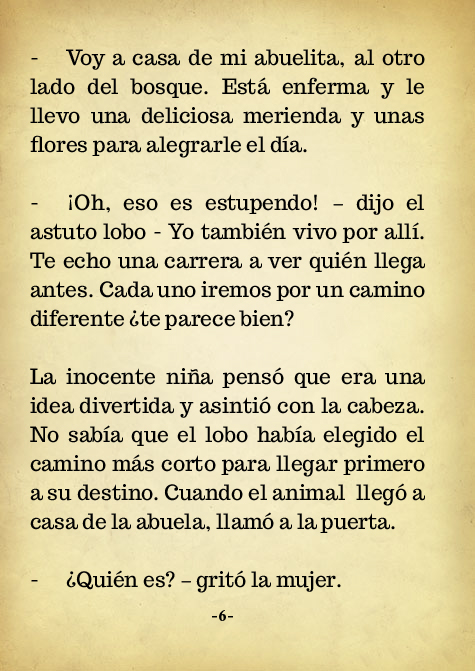 - Voy a casa de mi abuelita, al otro
lado del bosque. Está enferma y le
llevo una deliciosa merienda y unas
flores para alegrarle el día.
- ¡Oh, eso es estupendo! – dijo el
astuto lobo - Yo también vivo por allí.
Te echo una carrera a ver quién llega
antes. Cada uno iremos por un camino
diferente ¿te parece bien?
La inocente niña pensó que era una
idea divertida y asintió con la cabeza.
No sabía que el lobo había elegido el
camino más corto para llegar primero
a su destino. Cuando el animal llegó a
casa de la abuela, llamó a la puerta.
- ¿Quién es? – gritó la mujer.
-6-